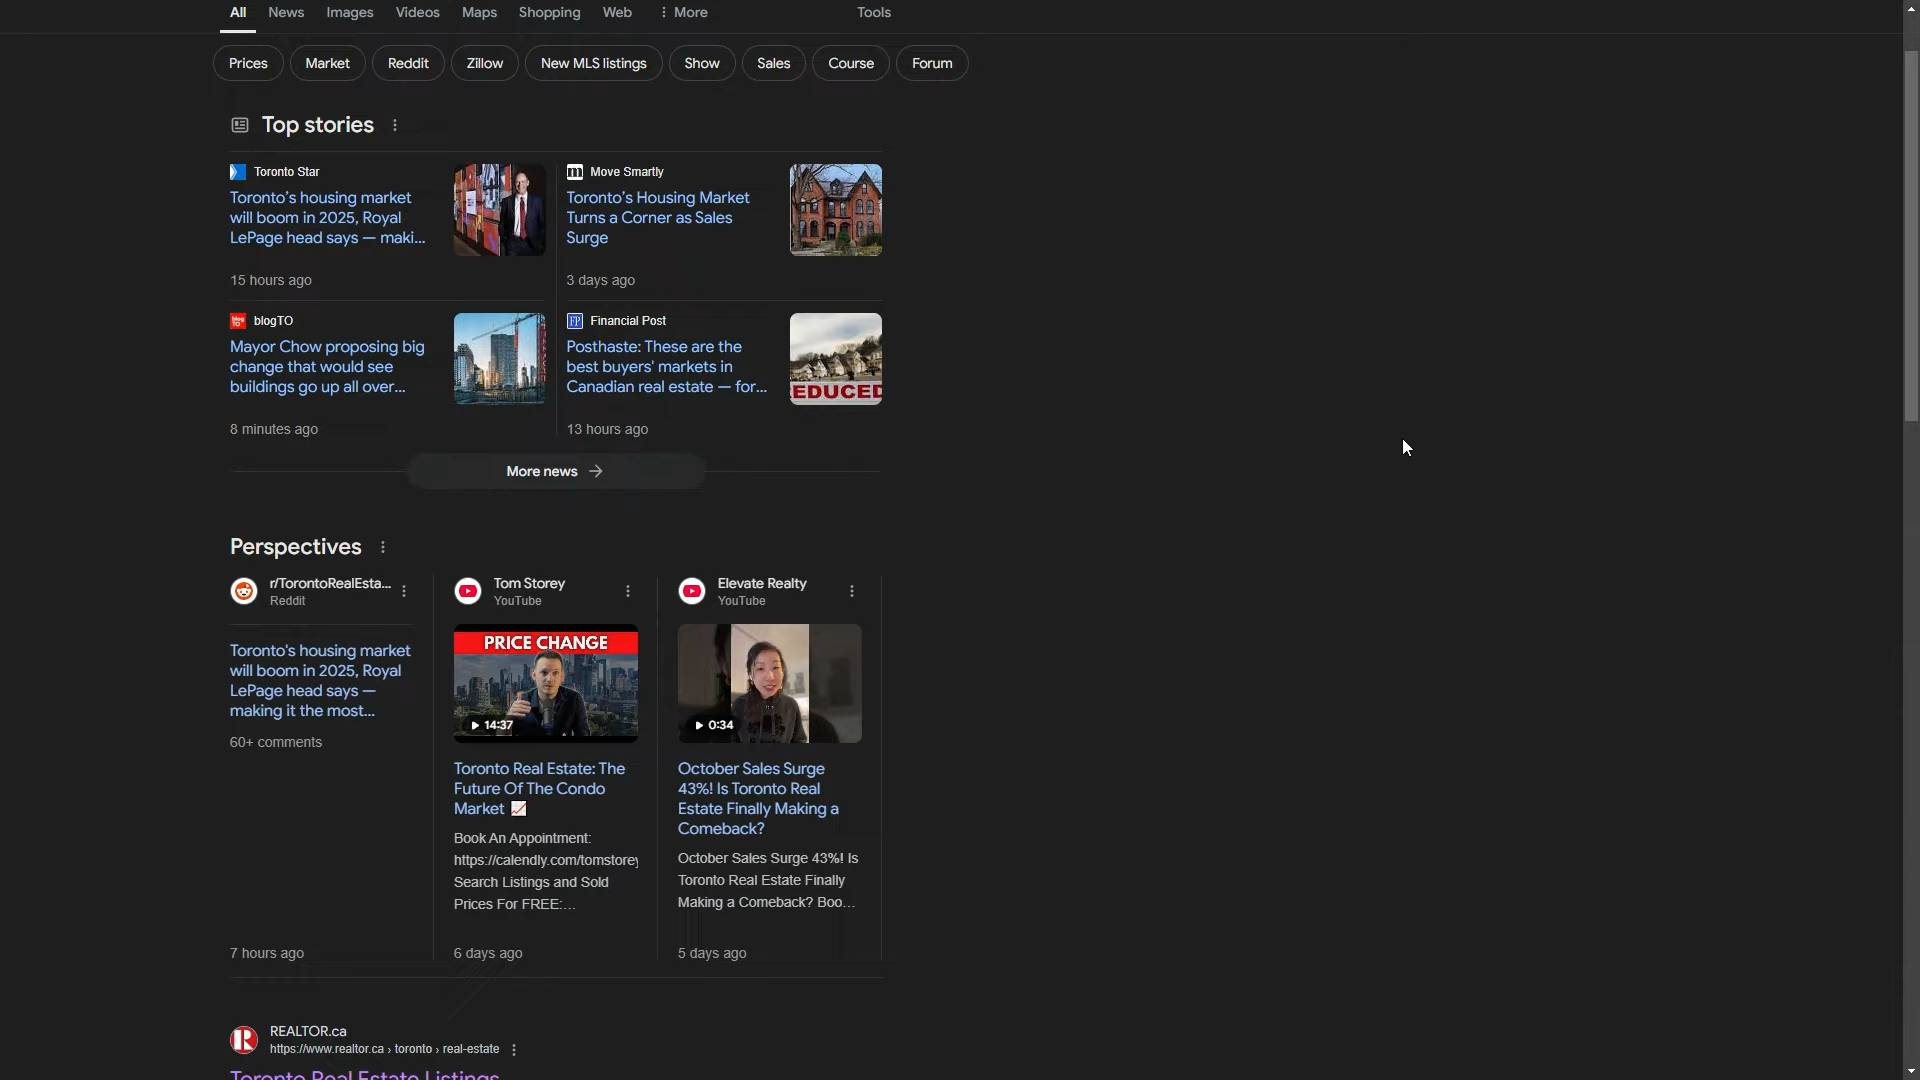 All News Images Videos Maps Shopping Web More Tools
Prices Market Reddit Zillow New MLS listings Show Sales Course Forum
Top stories
Toronto Star
Toronto’s housing market
will boom in 2025, Royal
LePage head says — maki...
15 hours ago
Move Smartly
Toronto’s Housing Market
Turns a Corner as Sales
Surge
3 days ago
blogTO
Mayor Chow proposing big
change that would see
buildings go up all over...
8 minutes ago
Financial Post
Posthaste: These are the
best buyers' markets in
Canadian real estate — for...
EDUCED
13 hours ago
More news
Perspectives
r/TorontoRealEsta...
Reddit
Toronto's housing market
will boom in 2025, Royal
LePage head says —
making it the most...
60+ comments
7 hours ago
Tom Storey
YouTube
PRICE CHANGE
14:37
Toronto Real Estate: The
Future Of The Condo
Market 📈
Book An Appointment:
https://calendly.com/tomstorey
Search Listings and Sold
Prices For FREE:...
6 days ago
Elevate Realty
YouTube
0:34
October Sales Surge
43%! Is Toronto Real
Estate Finally Making a
Comeback?
October Sales Surge 43%! Is
Toronto Real Estate Finally
Making a Comeback? Boo...
5 days ago
REALTOR.ca
https://www.realtor.ca › toronto › real-estate
Toronto Real Estate Listings